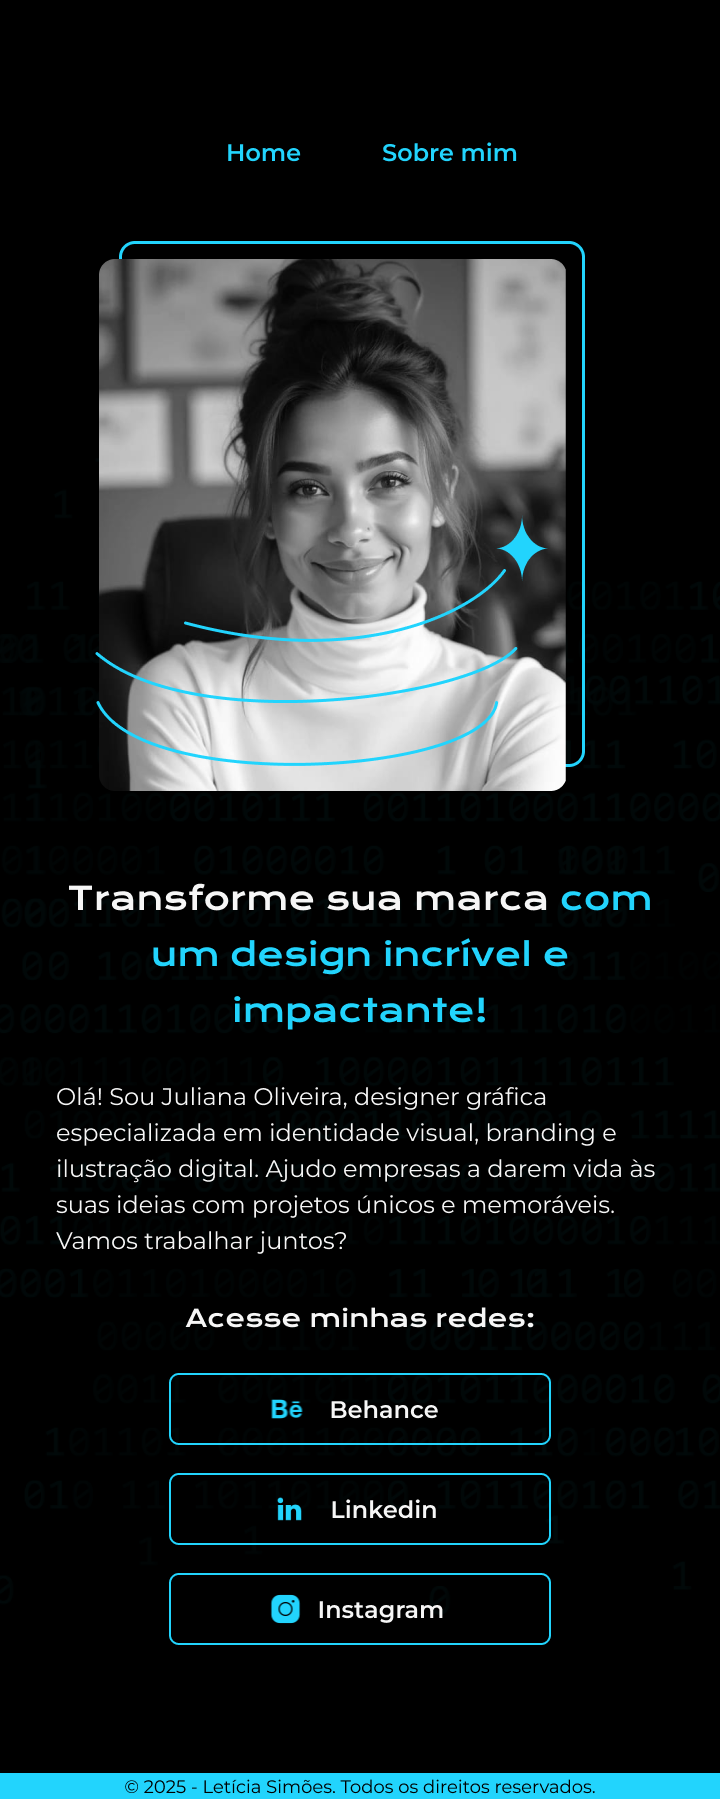 Home Sobre mim
Transforme sua marca com
um design incrível e
impactante!
Olá! Sou Juliana Oliveira, designer gráfica
especializada em identidade visual, branding e
ilustração digital. Ajudo empresas a darem vida às
suas ideias com projetos únicos e memoráveis.
Vamos trabalhar juntos?
Acesse minhas redes:
Bē Behance
in Linkedin
Instagram
© 2025 - Letícia Simões. Todos os direitos reservados.